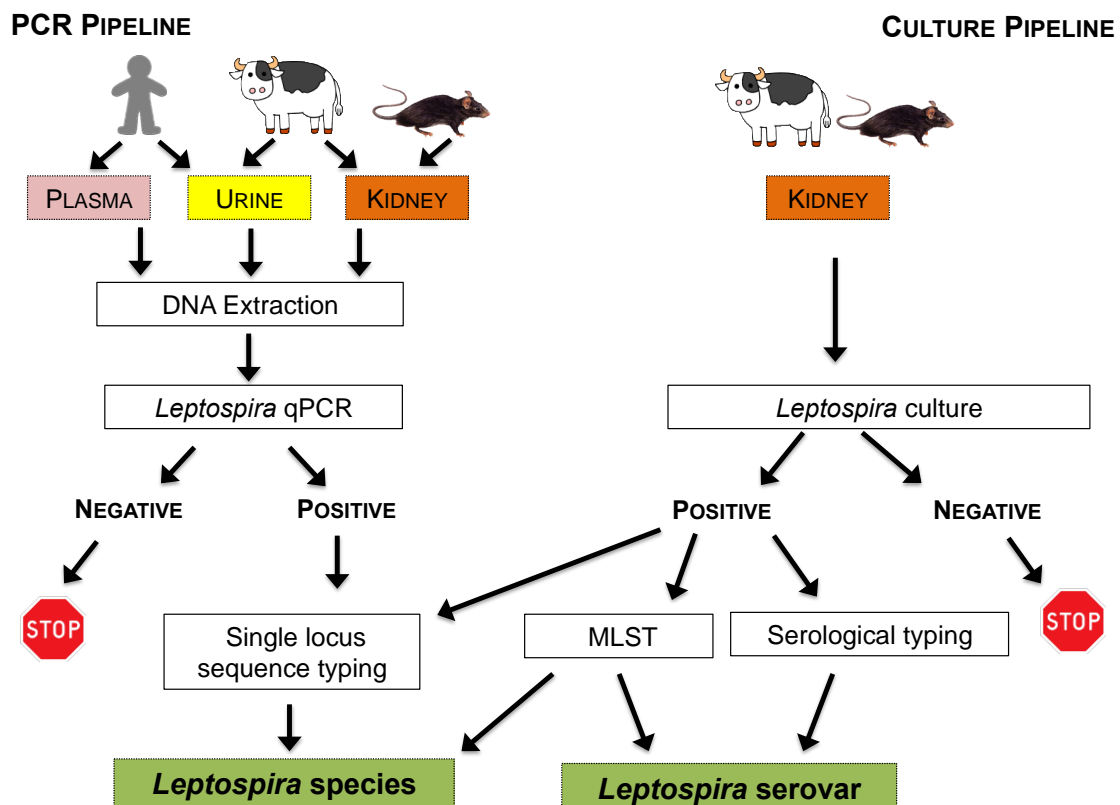 PCR PIPELINE
CULTURE PIPELINE
PLASMA
URINE
KIDNEY
KIDNEY
DNA Extraction
Leptospira qPCR
Leptospira culture
NEGATIVE
POSITIVE
POSITIVE
NEGATIVE
STOP
STOP
Single locus
sequence typing
MLST
Serological typing
Leptospira species
Leptospira serovar